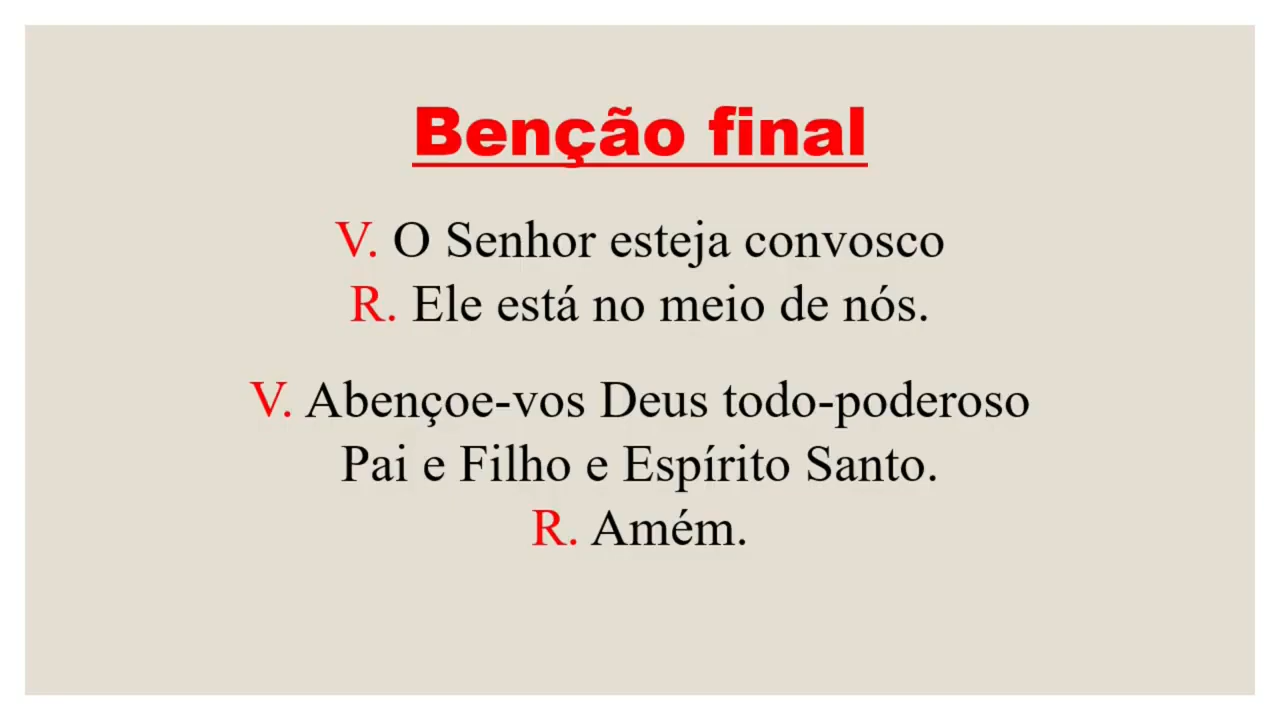 Benção final
V. O Senhor esteja convosco
R. Ele está no meio de nós.
V. Abençoe-vos Deus todo-poderoso
Pai e Filho e Espírito Santo.
R. Amém.